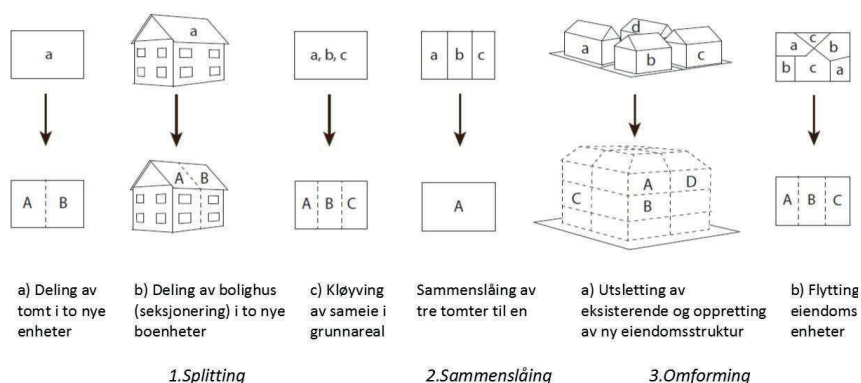 a
a
a, b, c
a b c
d
a
b
c
a c b
b c a
A B
A B
A B C
A
A D
C B
A B C
a) Deling av
tomt i to nye
enheter
b) Deling av bolighus
(seksjonering) i to nye
boenheter
c) Kløyving
av sameie i
grunnareal
Sammenslåing av
tre tomter til en
a) Utsletting av
eksisterende og oppretting
av ny eiendomsstruktur
b) Flytting
eiendoms
enheter
1.Splitting
2.Sammenslåing
3.Omforming